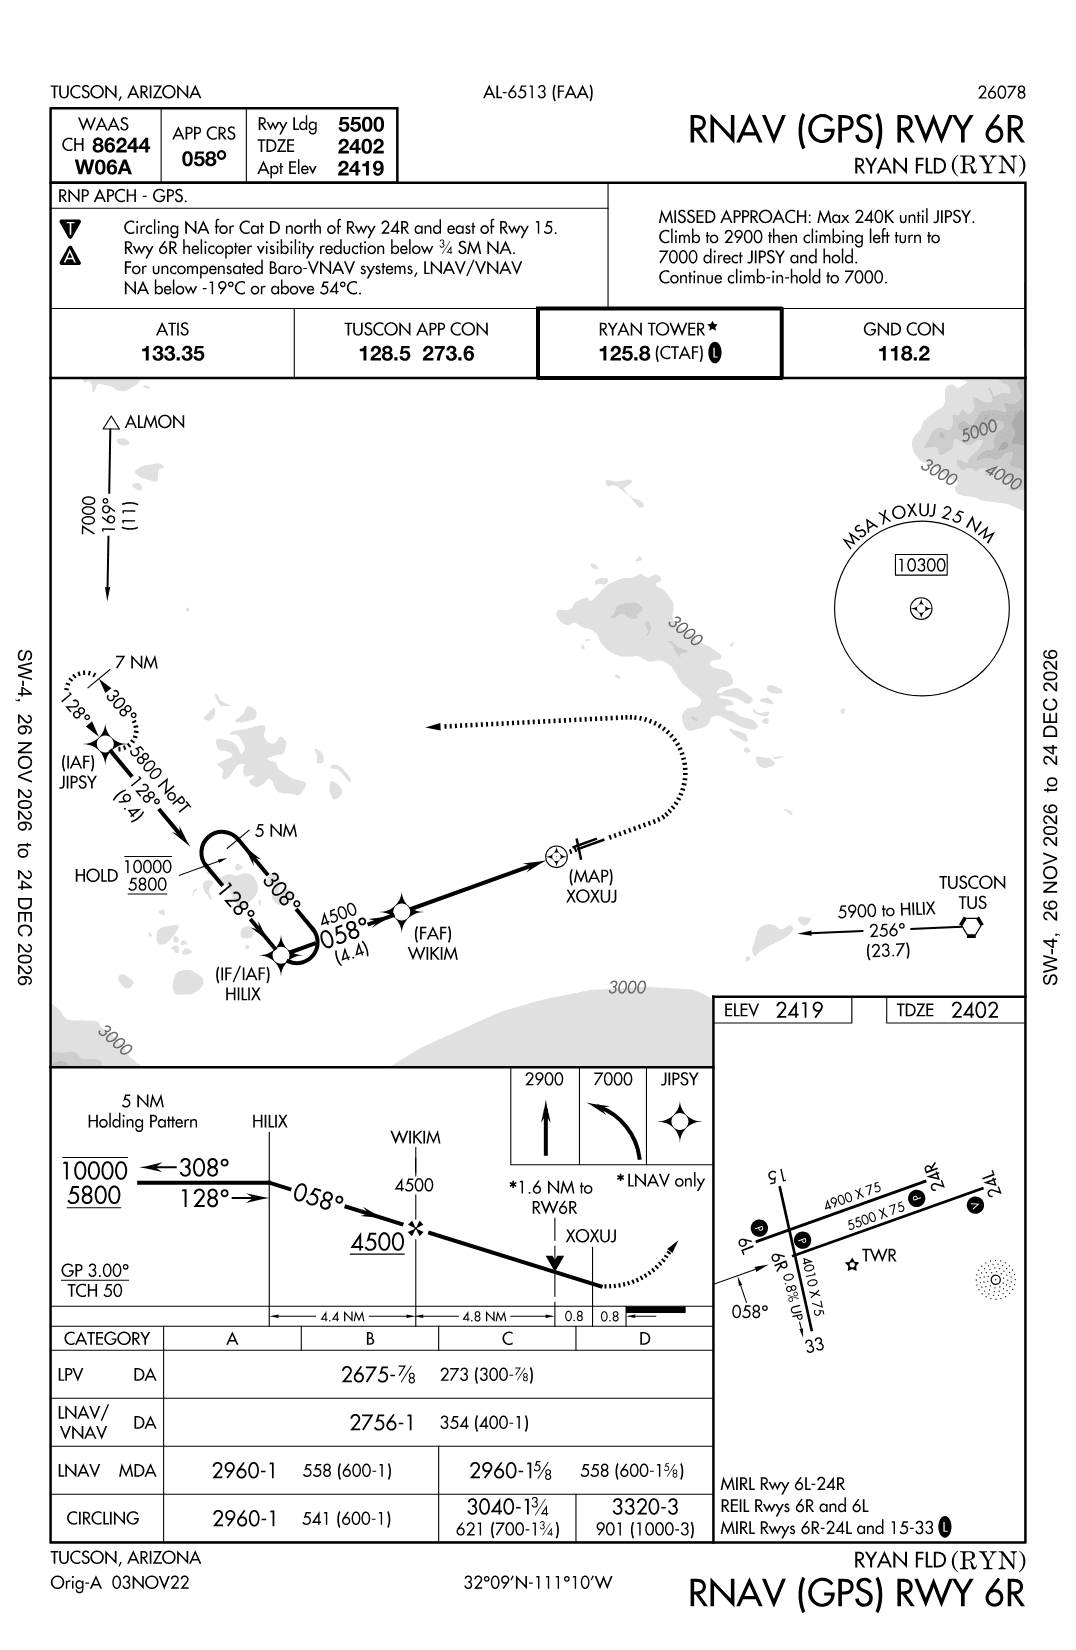 TUCSON, ARIZONA
AL-6513 (FAA)
26078
WAAS
CH 86244
W06A
APP CRS
058°
Rwy Ldg 5500
TDZE 2402
Apt Elev 2419
RNAV (GPS) RWY 6R
RYAN FLD (RYN)
RNP APCH - GPS.
T
A
Circling NA for Cat D north of Rwy 24R and east of Rwy 15.
Rwy 6R helicopter visibility reduction below ¾ SM NA.
For uncompensated Baro-VNAV systems, LNAV/VNAV
NA below -19°C or above 54°C.
MISSED APPROACH: Max 240K until JIPSY.
Climb to 2900 then climbing left turn to
7000 direct JIPSY and hold.
Continue climb-in-hold to 7000.
ATIS
133.35
TUSCON APP CON
128.5 273.6
RYAN TOWER★
125.8 (CTAF) L
GND CON
118.2
ALMON
7000
169°
(11)
5000
3000
4000
MSA XOXUJ 25 NM
10300
3000
7 NM
308°
128°
(IAF)
JIPSY
5800 NoPT
128°
(9.4)
5 NM
HOLD
10000
5800
308°
128°
(IF/IAF)
HILIX
4500
058°
(4.4)
(FAF)
WIKIM
(MAP)
XOXUJ
TUSCON
TUS
5900 to HILIX
256°
(23.7)
3000
3000
SW-4, 26 NOV 2026 to 24 DEC 2026
SW-4, 26 NOV 2026 to 24 DEC 2026
ELEV 2419
TDZE 2402
5 NM
Holding Pattern
HILIX
WIKIM
10000
5800
308°
128°
058°
4500
4500
GP 3.00°
TCH 50
2900
7000
JIPSY
*LNAV only
*1.6 NM to
RW6R
XOXUJ
4.4 NM
4.8 NM
0.8
0.8
15
24R
24L
4900 X 75
5500 X 75
P
P
P
V
6L
6R
0.8% UP
4010 X 75
33
TWR
058°
MIRL Rwy 6L-24R
REIL Rwys 6R and 6L
MIRL Rwys 6R-24L and 15-33 L
CATEGORY A B C D
LPV DA 2675-⅞ 273 (300-⅞)
LNAV/
VNAV DA 2756-1 354 (400-1)
LNAV MDA 2960-1 558 (600-1) 2960-1⅝ 558 (600-1⅝)
CIRCLING 2960-1 541 (600-1)
3040-1¾
621 (700-1¾)
3320-3
901 (1000-3)
TUCSON, ARIZONA
Orig-A 03NOV22
32°09'N-111°10'W
RYAN FLD (RYN)
RNAV (GPS) RWY 6R